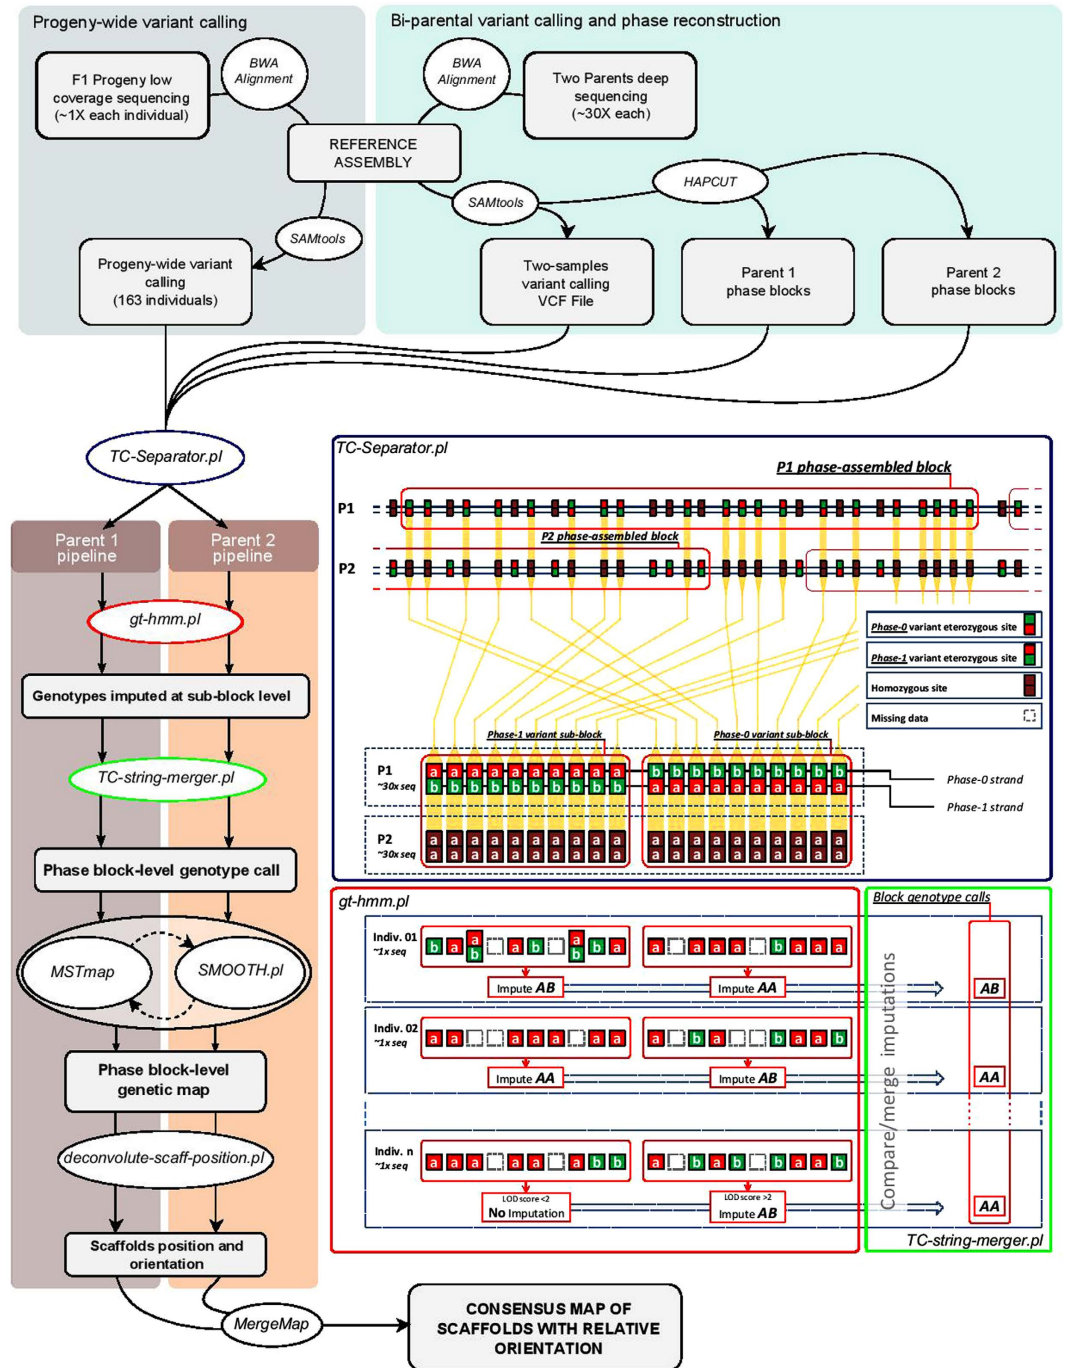 Progeny-wide variant calling
Bi-parental variant calling and phase reconstruction
F1 Progeny low
coverage sequencing
(~1X each individual)
BWA
Alignment
BWA
Alignment
Two Parents deep
sequencing
(~30X each)
REFERENCE
ASSEMBLY
SAMtools
SAMtools
HAPCUT
Progeny-wide variant
calling
(163 individuals)
Two-samples
variant calling
VCF File
Parent 1
phase blocks
Parent 2
phase blocks
TC-Separator.pl
Parent 1
pipeline
Parent 2
pipeline
gt-hmm.pl
Genotypes imputed at sub-block level
TC-string-merger.pl
Phase block-level genotype call
MSTmap
SMOOTH.pl
Phase block-level
genetic map
deconvolute-scaff-position.pl
Scaffolds position and
orientation
MergeMap
CONSENSUS MAP OF
SCAFFOLDS WITH RELATIVE
ORIENTATION
TC-Separator.pl
P1 phase-assembled block
P1
P2 phase-assembled block
P2
Phase-0 variant eterozygous site
Phase-1 variant eterozygous site
Homozygous site
Missing data
Phase-1 variant sub-block
Phase-0 variant sub-block
P1
~30x seq
a a a a a a a a a a b b b b b b b b b b
b b b b b b b b b b a a a a a a a a a a
Phase-0 strand
Phase-1 strand
P2
~30x seq
a a a a a a a a a a a a a a a a a a a a
a a a a a a a a a a a a a a a a a a a a
gt-hmm.pl
Block genotype calls
Indiv. 01
~1x seq
b a a b a b a b b a
a a a a a a a
Impute AB
Impute AA
AB
Indiv. 02
~1x seq
a a a a a a a
a b a b a a b
Impute AA
Impute AB
AA
Indiv. n
~1x seq
a a a a a a b b
a b a b b a a b
LOD score <2
No Imputation
LOD score >2
Impute AB
AA
Compare/merge imputations
TC-string-merger.pl